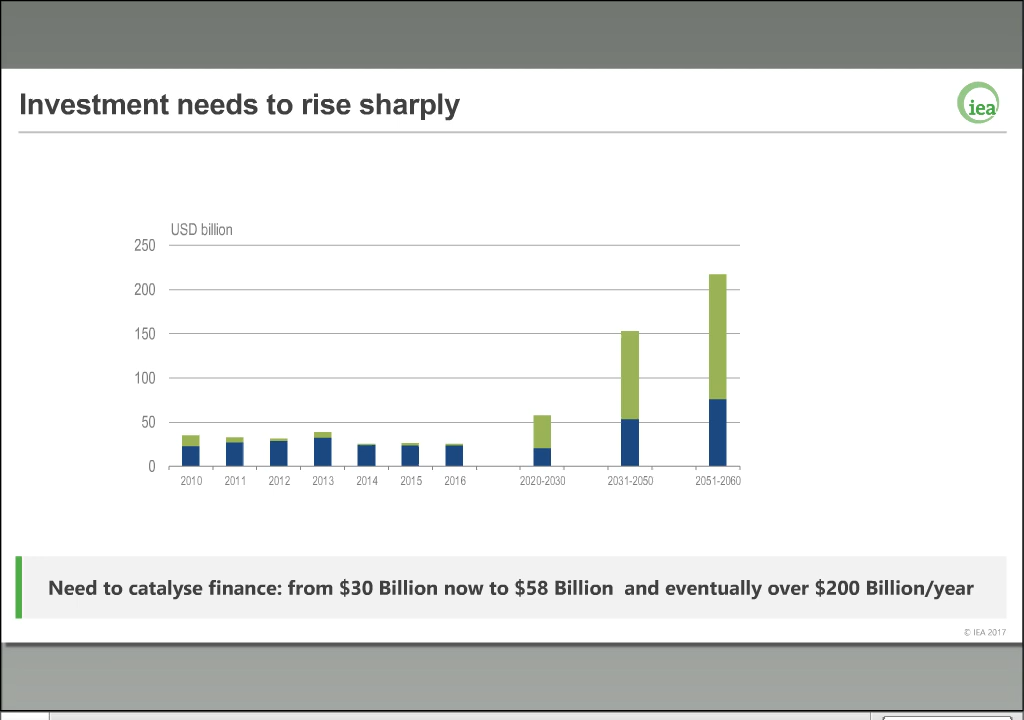 Investment needs to rise sharply
iea
USD billion
250
200
150
100
50
0
2010 2011 2012 2013 2014 2015 2016 2020-2030 2031-2050 2051-2060
Need to catalyse finance: from $30 Billion now to $58 Billion and eventually over $200 Billion/year
© IEA 2017